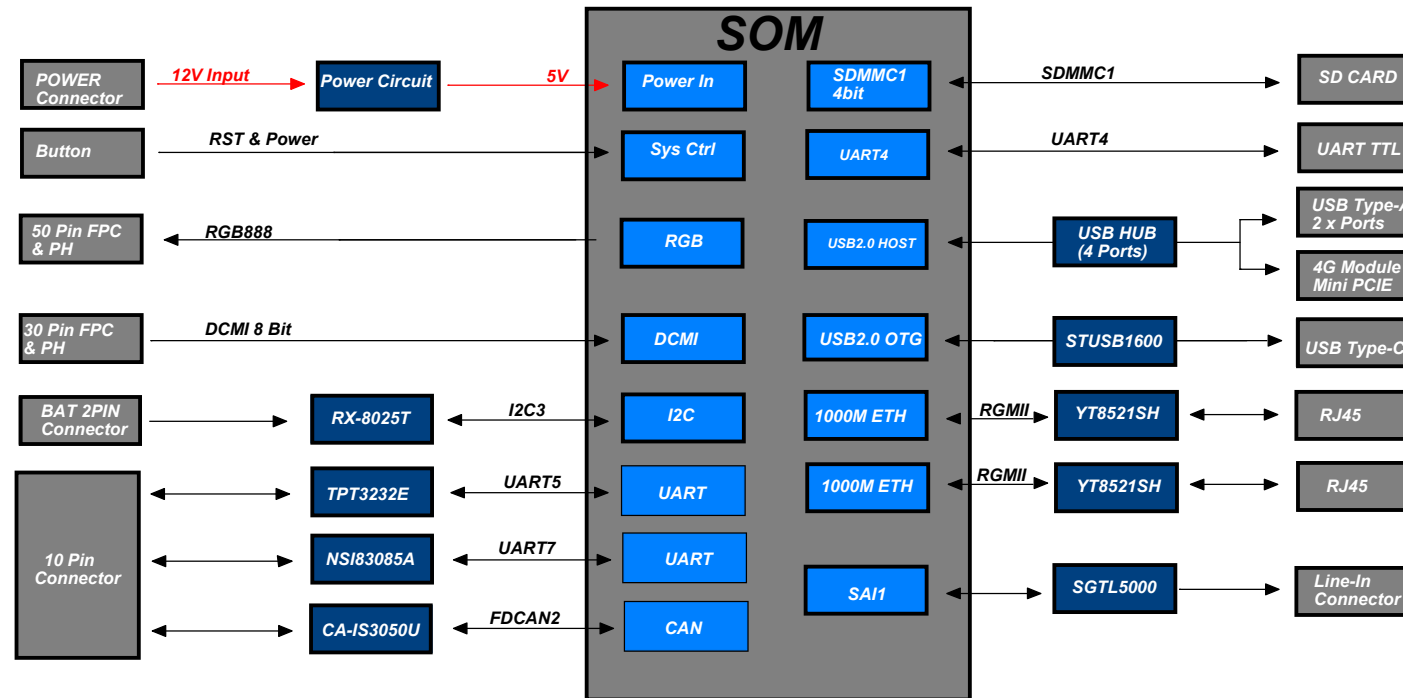 SOM
POWER
Connector
12V Input
Power Circuit
5V
Power In
SDMMC1
4bit
SDMMC1
SD CARD
Button
RST & Power
Sys Ctrl
UART4
UART4
UART TTL
50 Pin FPC
& PH
RGB888
RGB
USB2.0 HOST
USB HUB
(4 Ports)
USB Type-A
2 x Ports
4G Module
Mini PCIE
30 Pin FPC
& PH
DCMI 8 Bit
DCMI
USB2.0 OTG
STUSB1600
USB Type-C
BAT 2PIN
Connector
RX-8025T
I2C3
I2C
1000M ETH
RGMII
YT8521SH
RJ45
10 Pin
Connector
TPT3232E
UART5
UART
1000M ETH
RGMII
YT8521SH
RJ45
NSI83085A
UART7
UART
SAI1
SGTL5000
Line-In
Connector
CA-IS3050U
FDCAN2
CAN